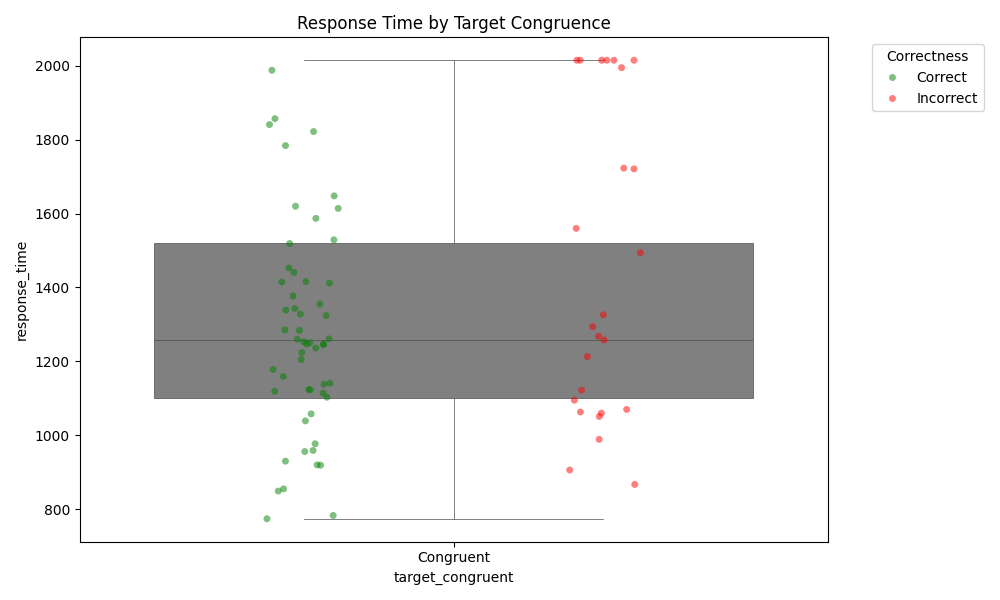 Response Time by Target Congruence
Correctness
Correct
Incorrect
response_time
2000
1800
1600
1400
1200
1000
800
Congruent
target_congruent